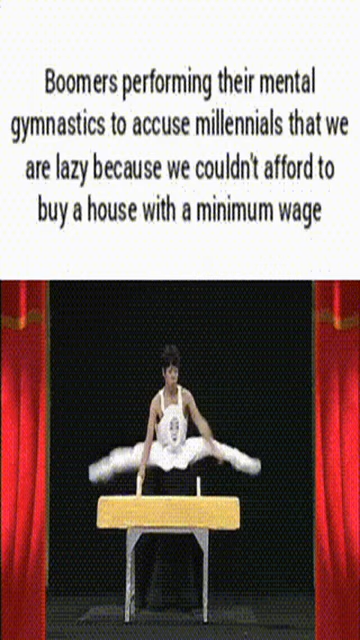 Boomers performing their mental
gymnastics to accuse millennials that we
are lazy because we couldn't afford to
buy a house with a minimum wage